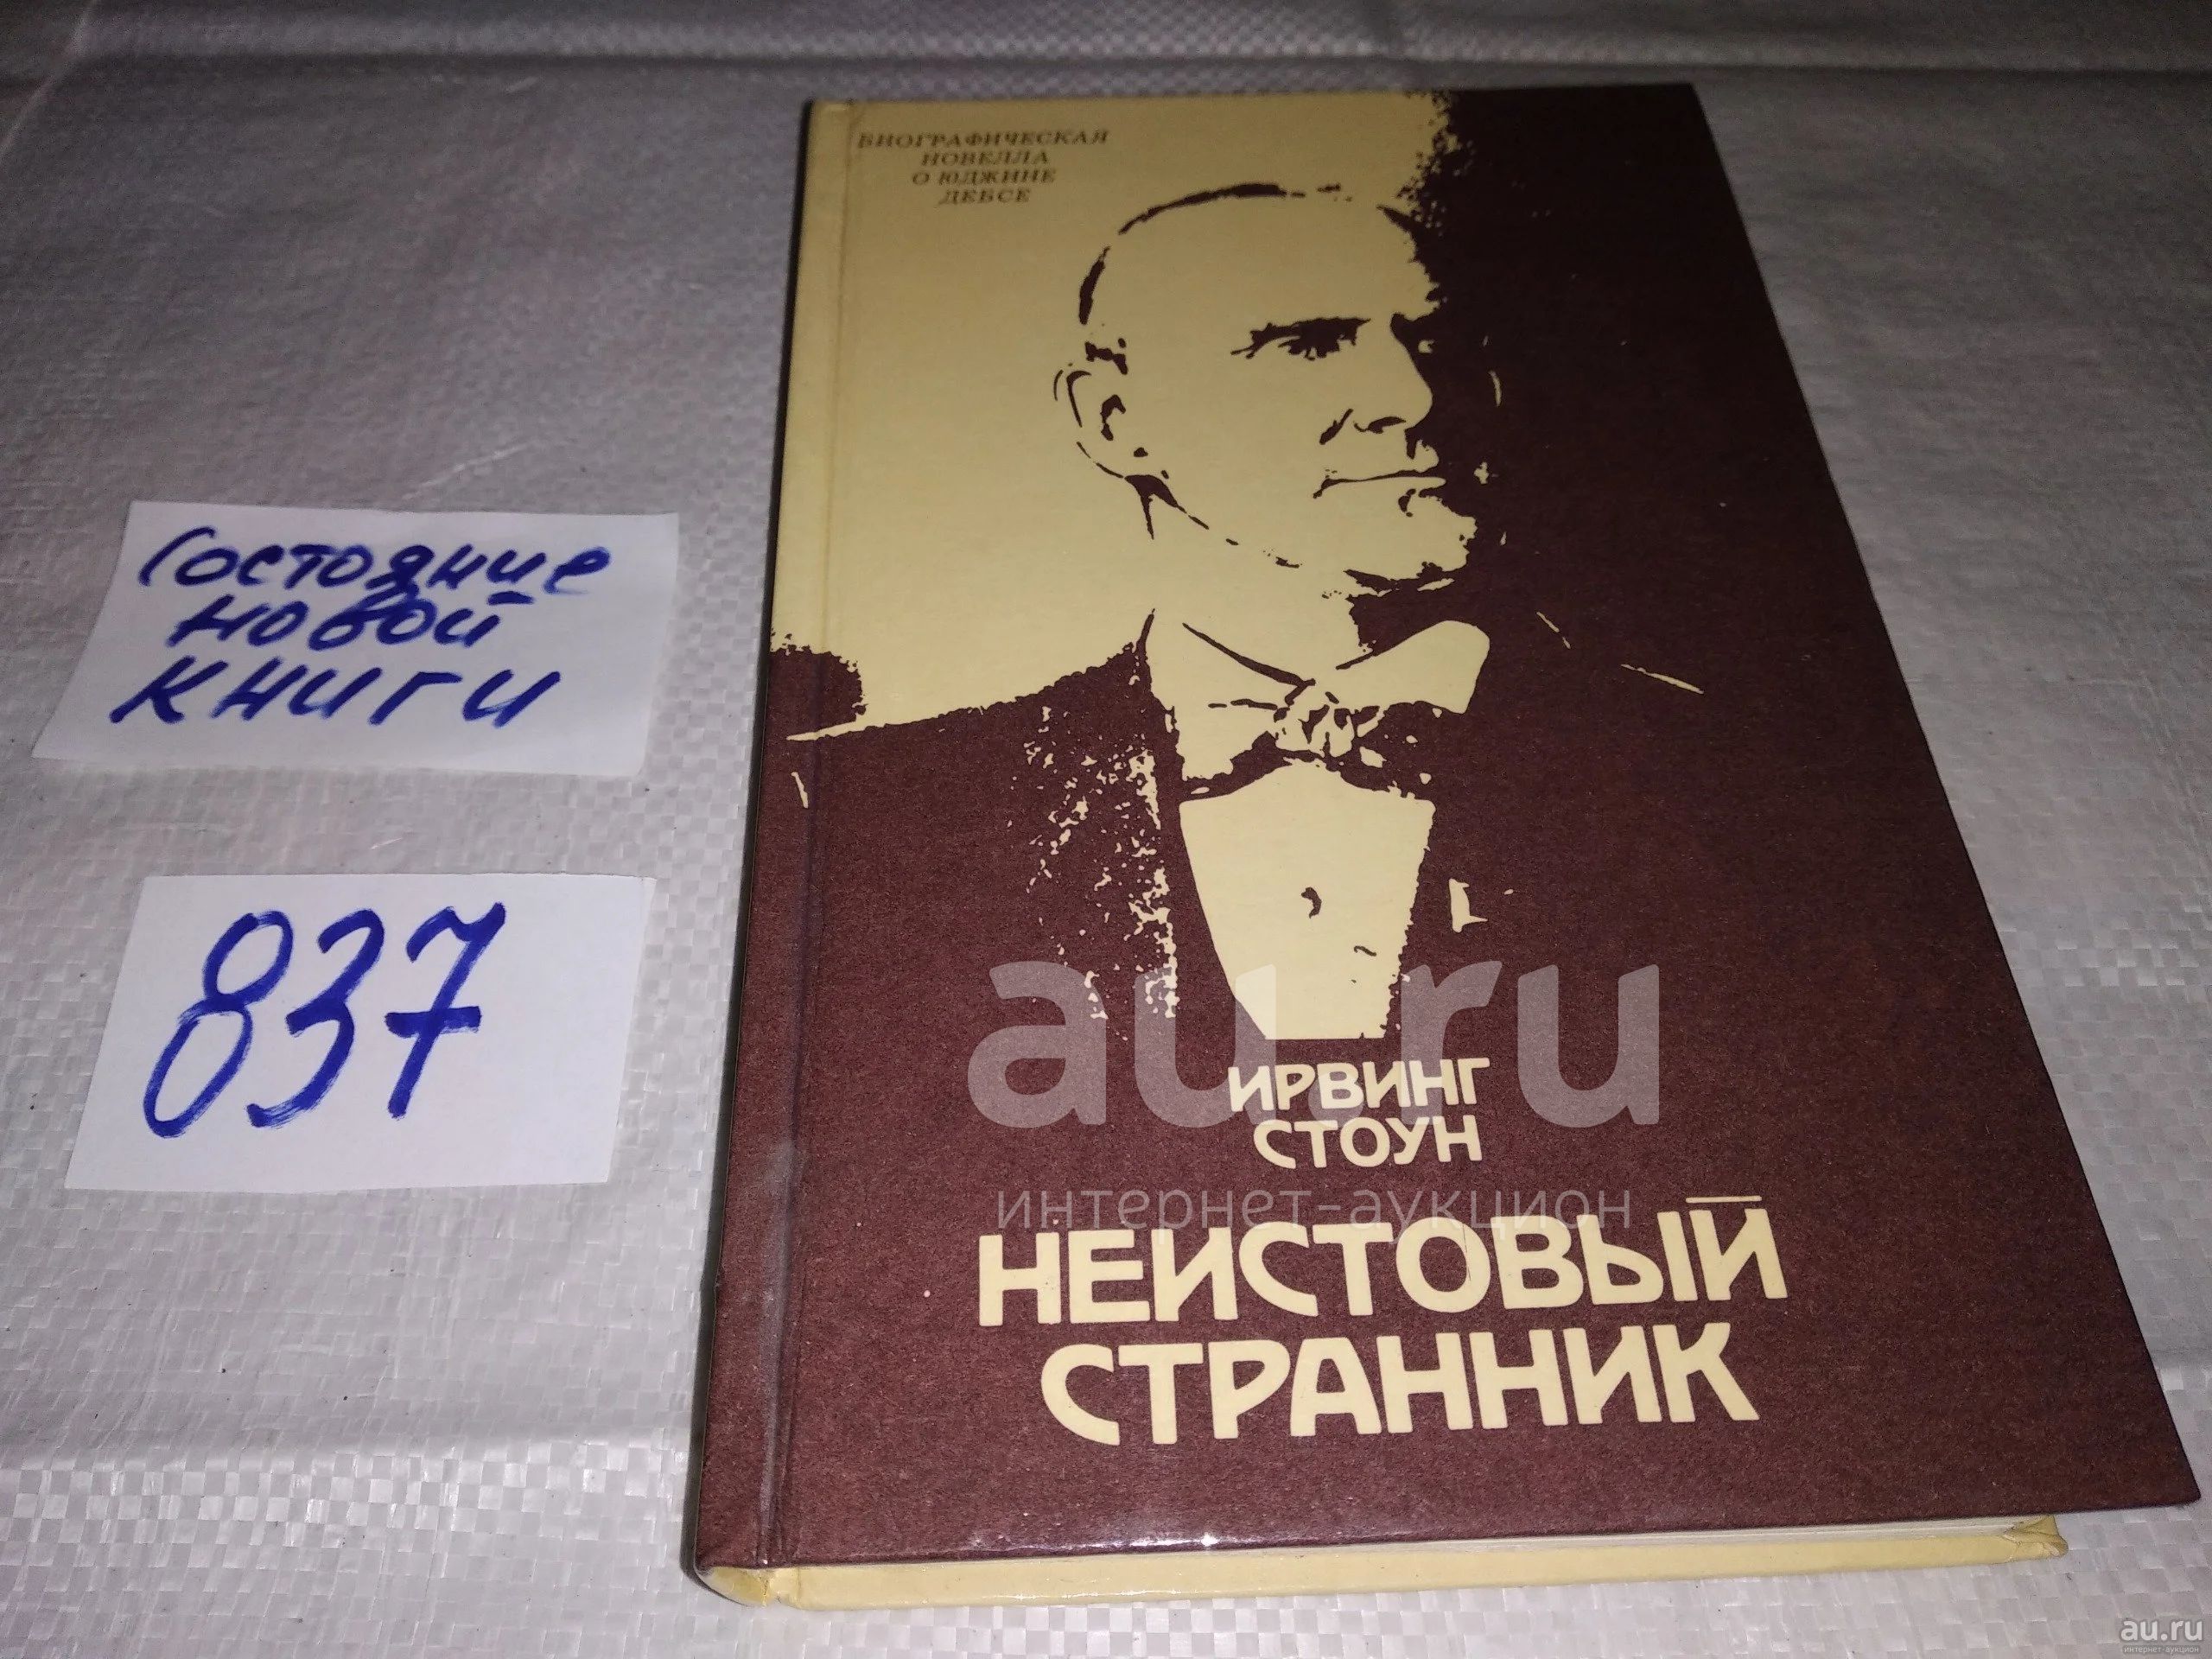 БИОГРАФИЧЕСКАЯ
НОВЕЛЛА
О ЮДЖИНЕ
ДЕБСЕ
Состояние
новой
книги
837
au.ru
ИРВИНГ
СТОУН
интернет-аукцион
НЕИСТОВЫЙ
СТРАННИК
au.ru
интернет-аукцион